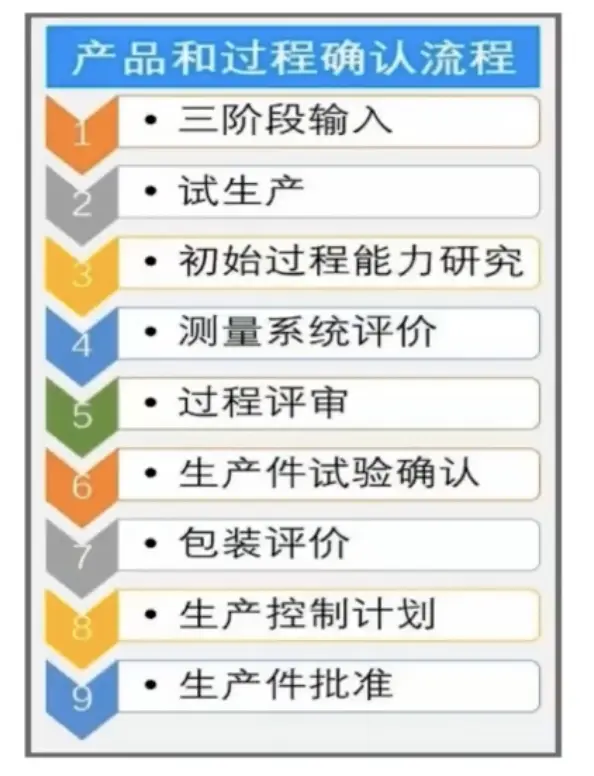 产品和过程确认流程
1 • 三阶段输入
2 • 试生产
3 • 初始过程能力研究
4 • 测量系统评价
5 • 过程评审
6 • 生产件试验确认
7 • 包装评价
8 • 生产控制计划
9 • 生产件批准